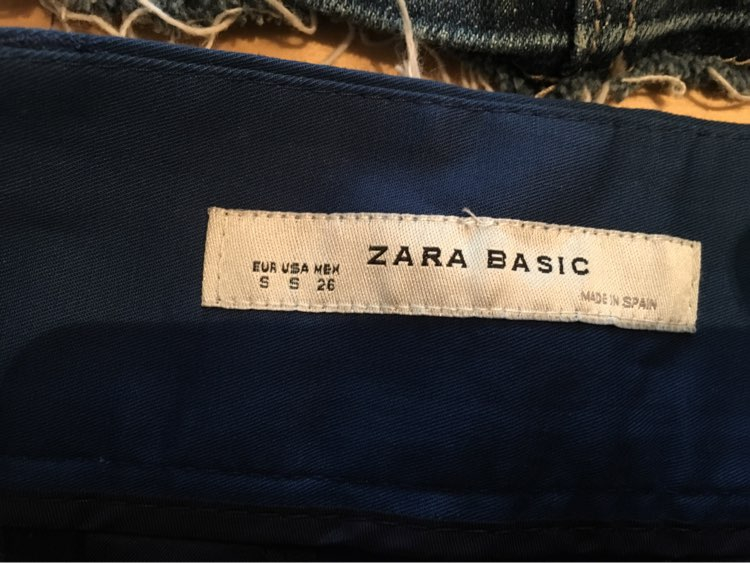 EUR USA MEX
S S 26
ZARA BASIC
MADE IN SPAIN